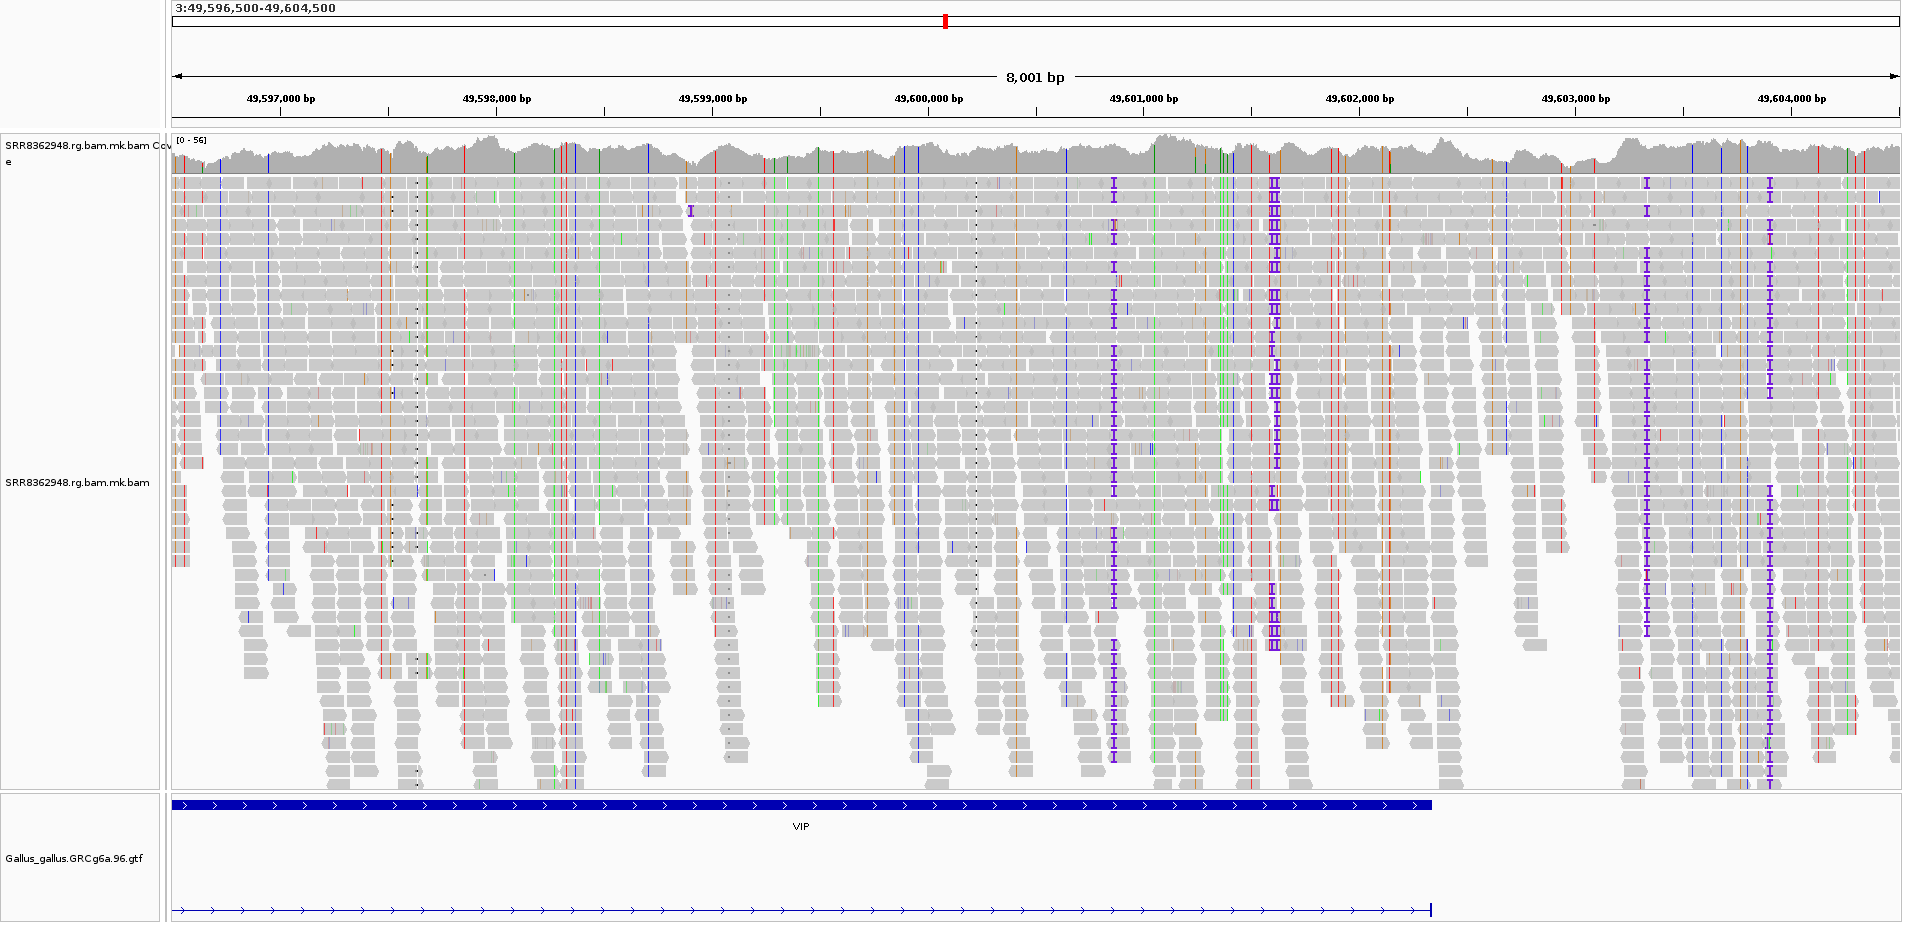 3:49,596,500-49,604,500
8,001 bp
49,597,000 bp 49,598,000 bp 49,599,000 bp 49,600,000 bp 49,601,000 bp 49,602,000 bp 49,603,000 bp 49,604,000 bp
SRR8362948.rg.bam.mk.bam Cov
e
[0 - 56]
SRR8362948.rg.bam.mk.bam
VIP
Gallus_gallus.GRCg6a.96.gtf